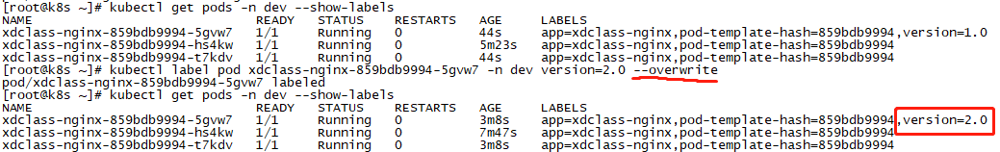 [root@k8s ~]# kubectl get pods -n dev --show-labels
NAME                             READY   STATUS    RESTARTS   AGE     LABELS
xdclass-nginx-859bdb9994-5gvw7   1/1     Running   0          44s     app=xdclass-nginx,pod-template-hash=859bdb9994,version=1.0
xdclass-nginx-859bdb9994-hs4kw   1/1     Running   0          5m23s   app=xdclass-nginx,pod-template-hash=859bdb9994
xdclass-nginx-859bdb9994-t7kdv   1/1     Running   0          44s     app=xdclass-nginx,pod-template-hash=859bdb9994
[root@k8s ~]# kubectl label pod xdclass-nginx-859bdb9994-5gvw7 -n dev version=2.0 --overwrite
pod/xdclass-nginx-859bdb9994-5gvw7 labeled
[root@k8s ~]# kubectl get pods -n dev --show-labels
NAME                             READY   STATUS    RESTARTS   AGE     LABELS
xdclass-nginx-859bdb9994-5gvw7   1/1     Running   0          3m8s    app=xdclass-nginx,pod-template-hash=859bdb9994,version=2.0
xdclass-nginx-859bdb9994-hs4kw   1/1     Running   0          7m47s   app=xdclass-nginx,pod-template-hash=859bdb9994
xdclass-nginx-859bdb9994-t7kdv   1/1     Running   0          3m8s    app=xdclass-nginx,pod-template-hash=859bdb9994